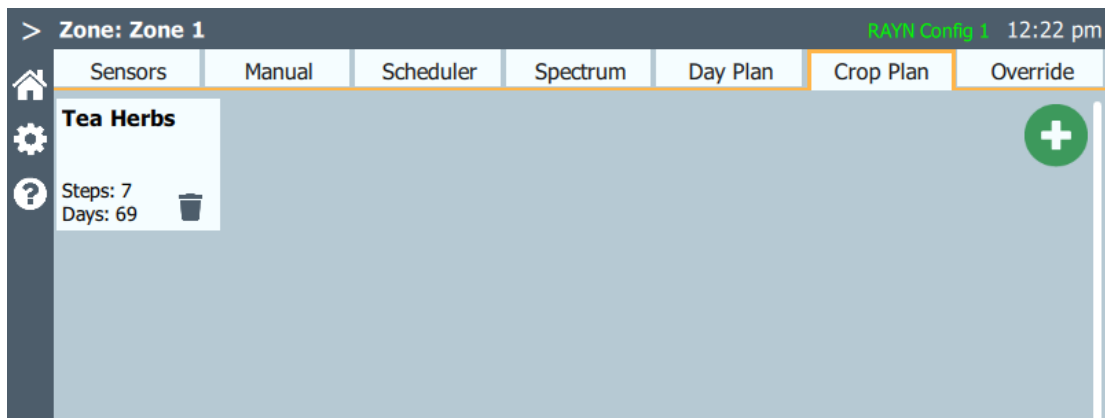 > Zone: Zone 1 RAYN Config 1 12:22 pm
Sensors Manual Scheduler Spectrum Day Plan Crop Plan Override
Tea Herbs
Steps: 7
Days: 69